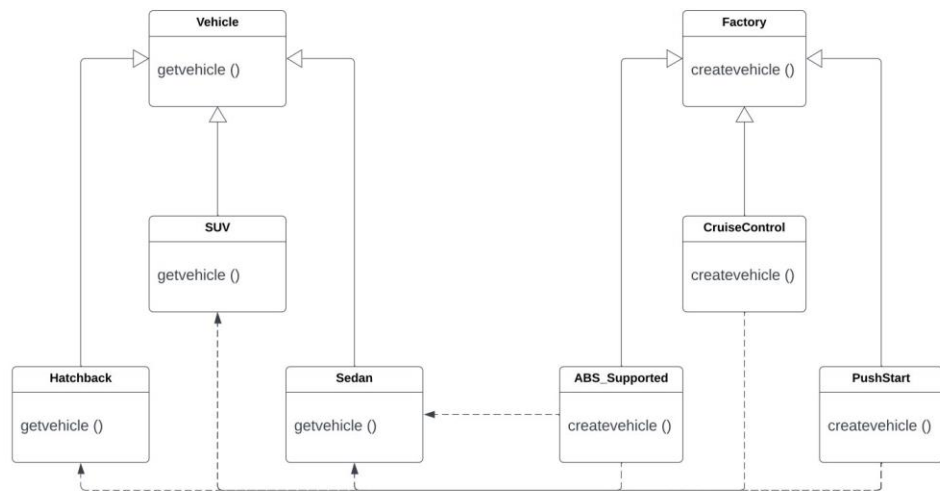 Vehicle
getvehicle ()
Factory
createvehicle ()
SUV
getvehicle ()
CruiseControl
createvehicle ()
Hatchback
getvehicle ()
Sedan
getvehicle ()
ABS_Supported
createvehicle ()
PushStart
createvehicle ()